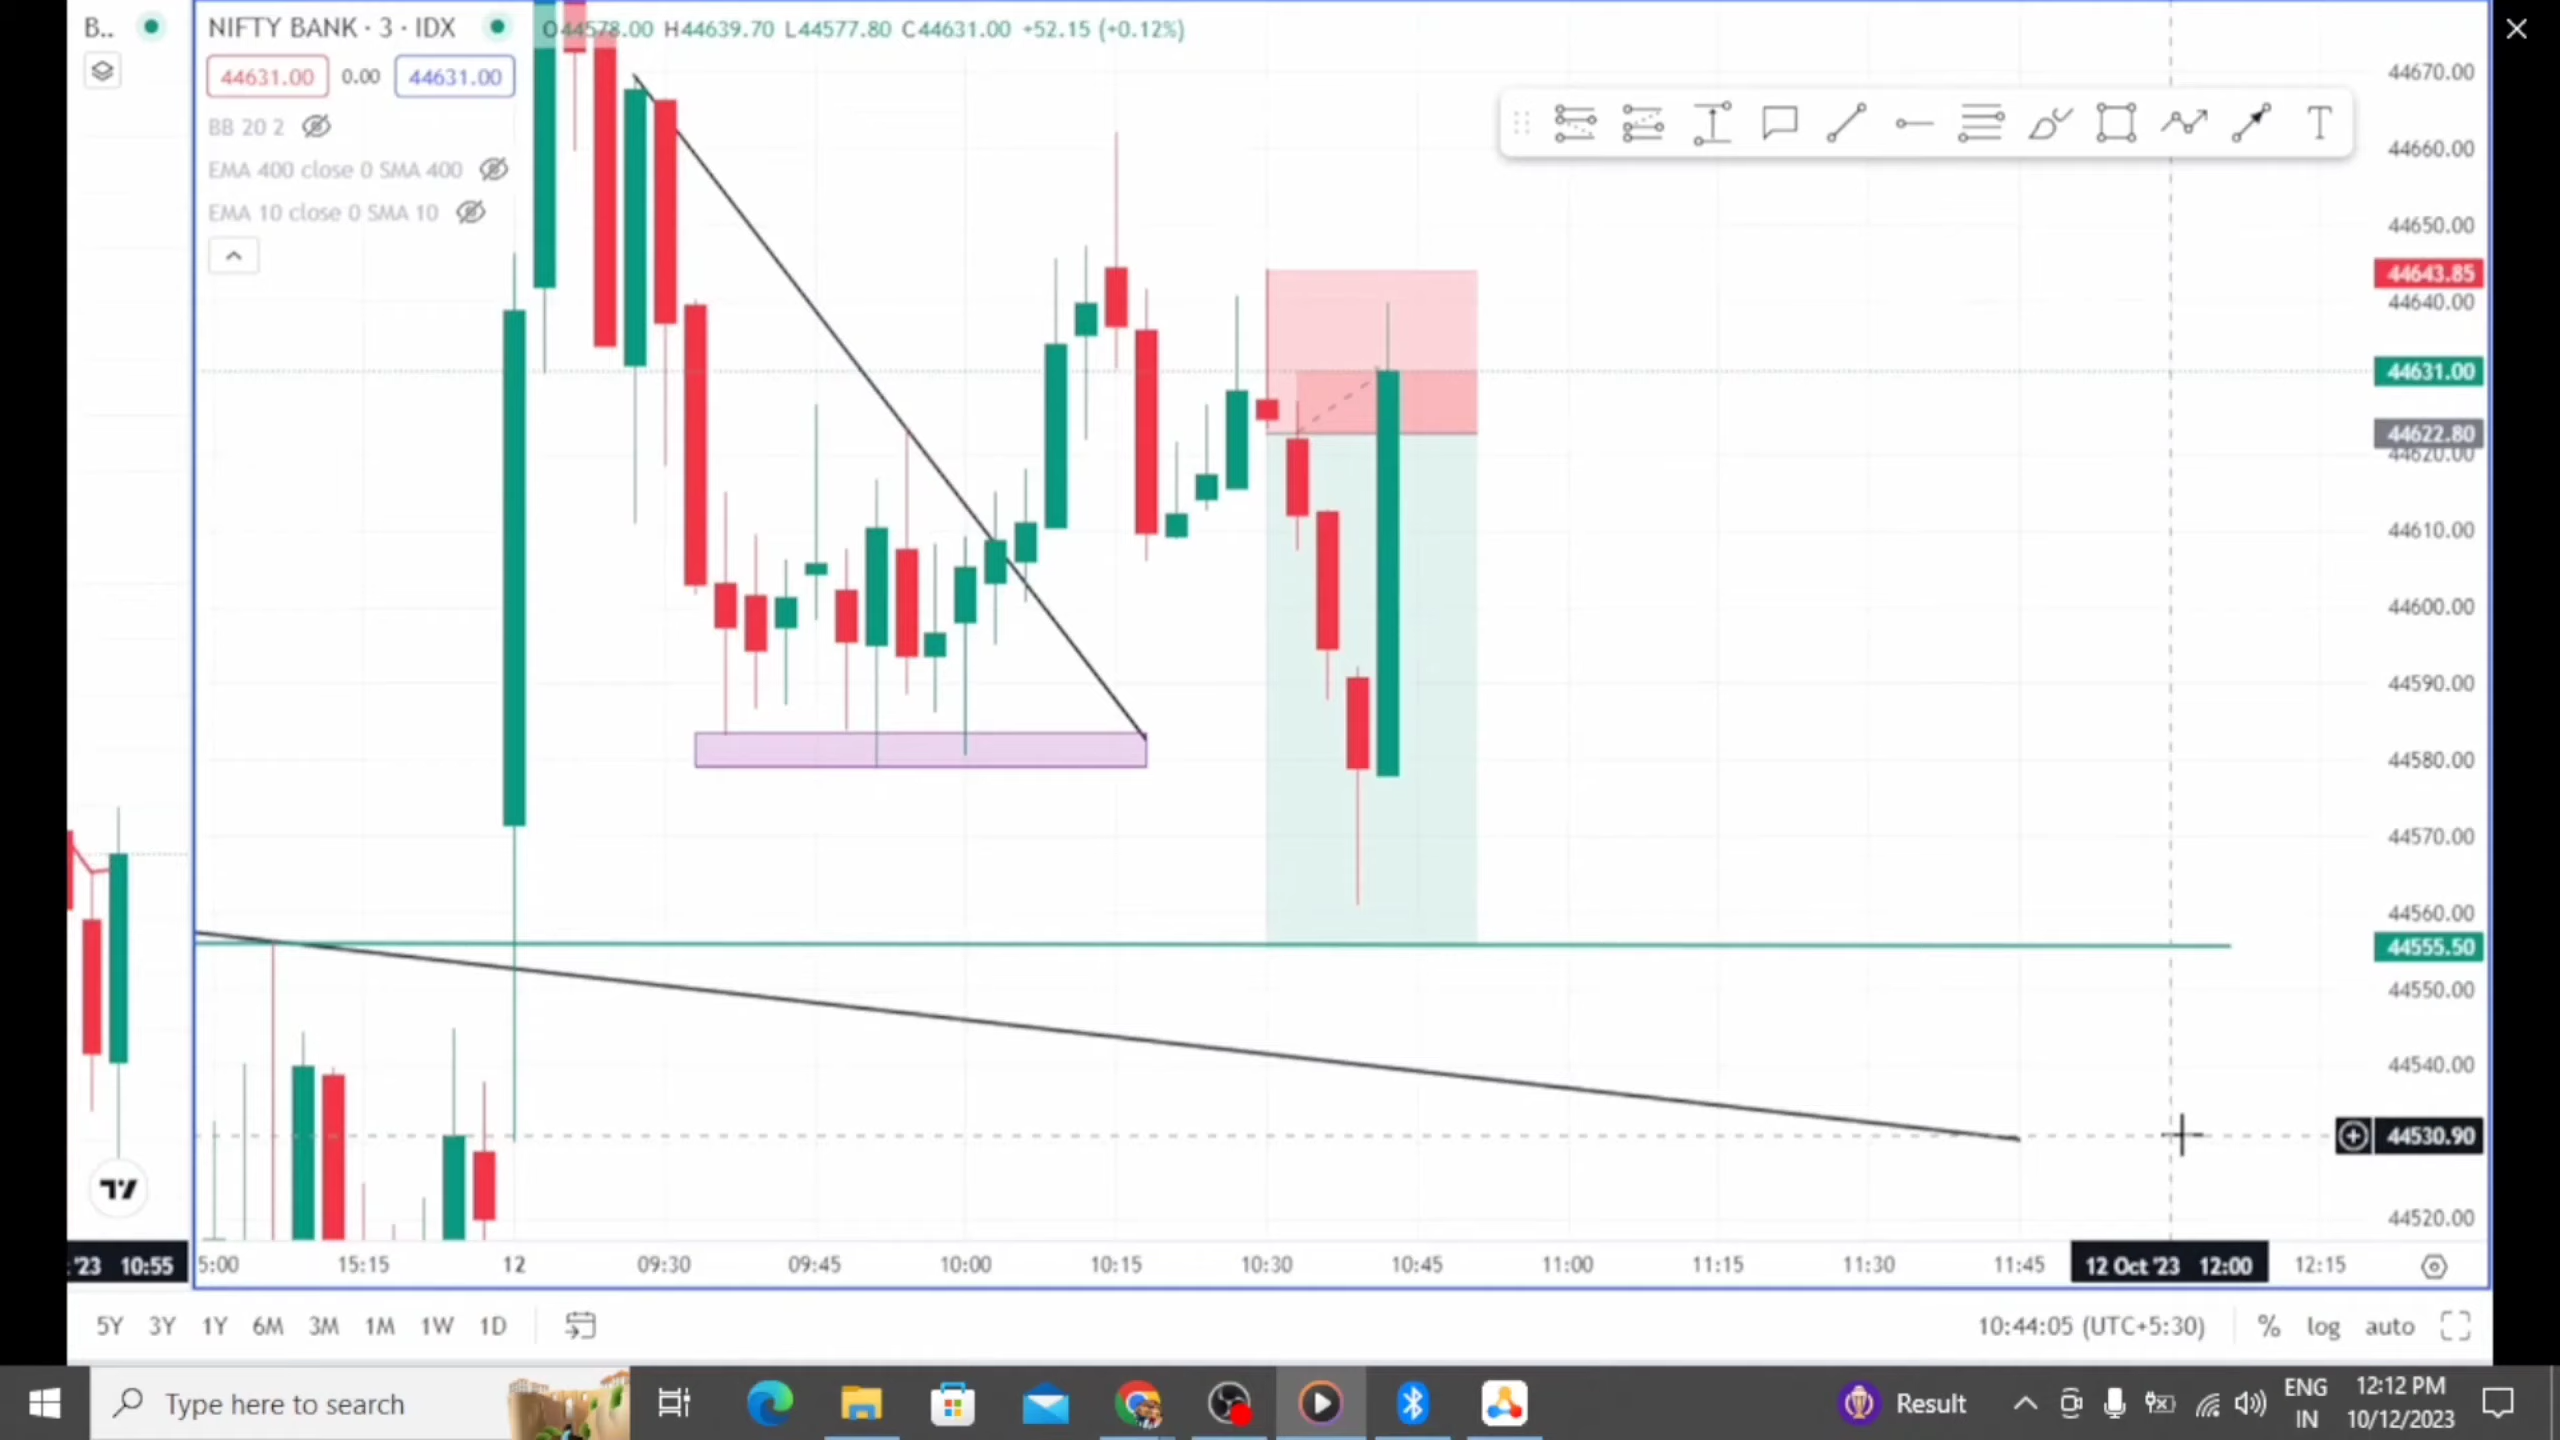 B..
NIFTY BANK · 3 · IDX
O44578.00 H44639.70 L44577.80 C44631.00 +52.15 (+0.12%)
44631.00 0.00 44631.00
BB 20 2
EMA 400 close 0 SMA 400
EMA 10 close 0 SMA 10
T
44670.00
44660.00
44650.00
44643.85
44640.00
44631.00
44622.80
44620.00
44610.00
44600.00
44590.00
44580.00
44570.00
44560.00
44555.50
44550.00
44540.00
44530.90
44520.00
'23 10:55
5:00 15:15 12 09:30 09:45 10:00 10:15 10:30 10:45 11:00 11:15 11:30 11:45 12 Oct '23 12:00 12:15
5Y 3Y 1Y 6M 3M 1M 1W 1D
10:44:05 (UTC+5:30) % log auto
Type here to search
Result
ENG
IN
12:12 PM
10/12/2023